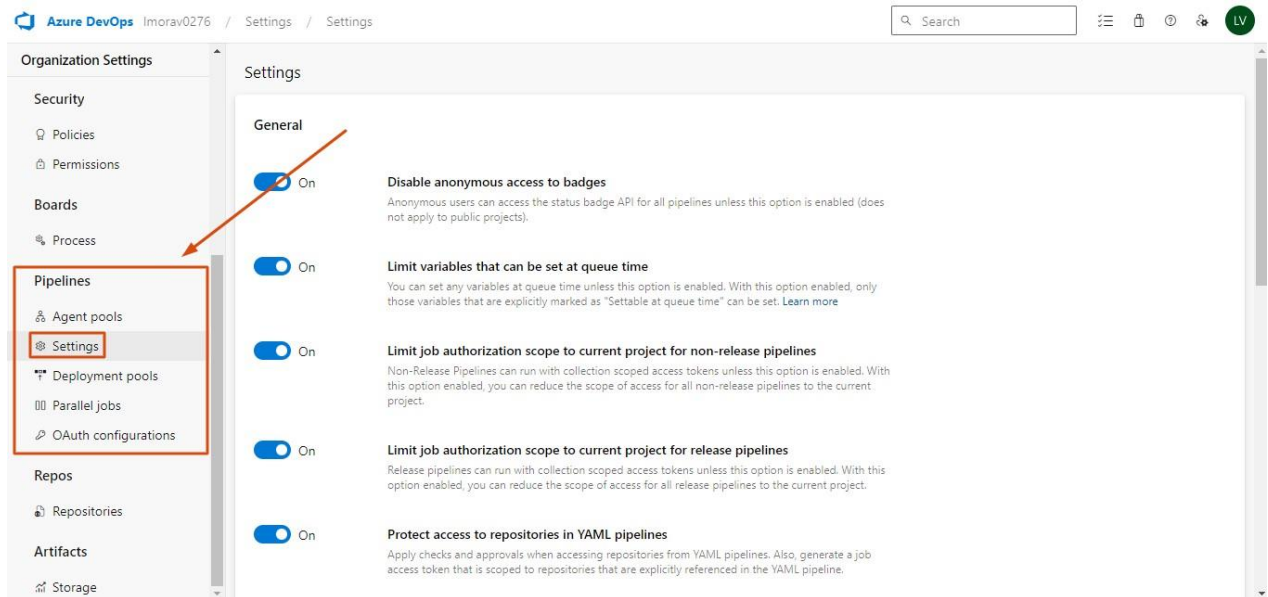 Azure DevOps lmorav0276 / Settings / Settings
Search
LV
Organization Settings
Security
Policies
Permissions
Boards
Process
Pipelines
Agent pools
Settings
Deployment pools
Parallel jobs
OAuth configurations
Repos
Repositories
Artifacts
Storage
Settings
General
On
Disable anonymous access to badges
Anonymous users can access the status badge API for all pipelines unless this option is enabled (does
not apply to public projects).
On
Limit variables that can be set at queue time
You can set any variables at queue time unless this option is enabled. With this option enabled, only
those variables that are explicitly marked as "Settable at queue time" can be set. Learn more
On
Limit job authorization scope to current project for non-release pipelines
Non-Release Pipelines can run with collection scoped access tokens unless this option is enabled. With
this option enabled, you can reduce the scope of access for all non-release pipelines to the current
project.
On
Limit job authorization scope to current project for release pipelines
Release pipelines can run with collection scoped access tokens unless this option is enabled. With this
option enabled, you can reduce the scope of access for all release pipelines to the current project.
On
Protect access to repositories in YAML pipelines
Apply checks and approvals when accessing repositories from YAML pipelines. Also, generate a job
access token that is scoped to repositories that are explicitly referenced in the YAML pipeline.